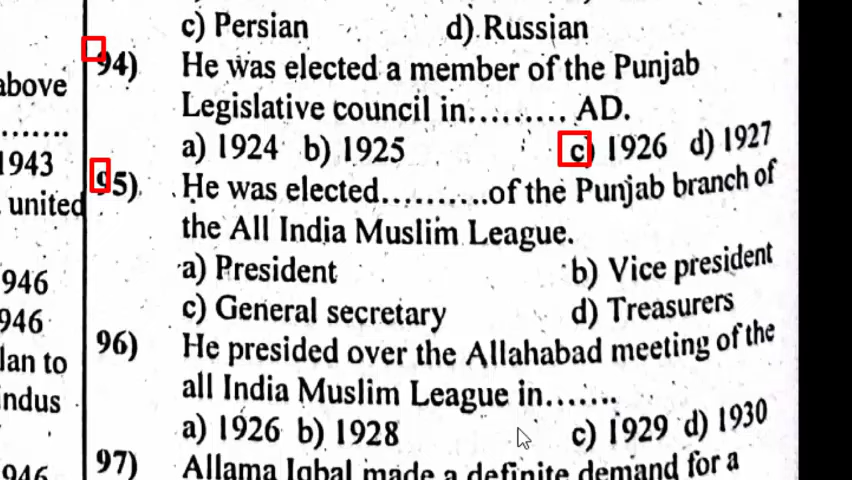 c) Persian d) Russian
94) He was elected a member of the Punjab
above
Legislative council in......... AD.
........
a) 1924 b) 1925 c) 1926 d) 1927
1943
95) He was elected..........of the Punjab branch of
united
the All India Muslim League.
a) President b) Vice president
946
c) General secretary d) Treasurers
946
96) He presided over the Allahabad meeting of the
lan to
all India Muslim League in.......
indus
a) 1926 b) 1928 c) 1929 d) 1930
97) Allama Iqbal made a definite demand for a
946